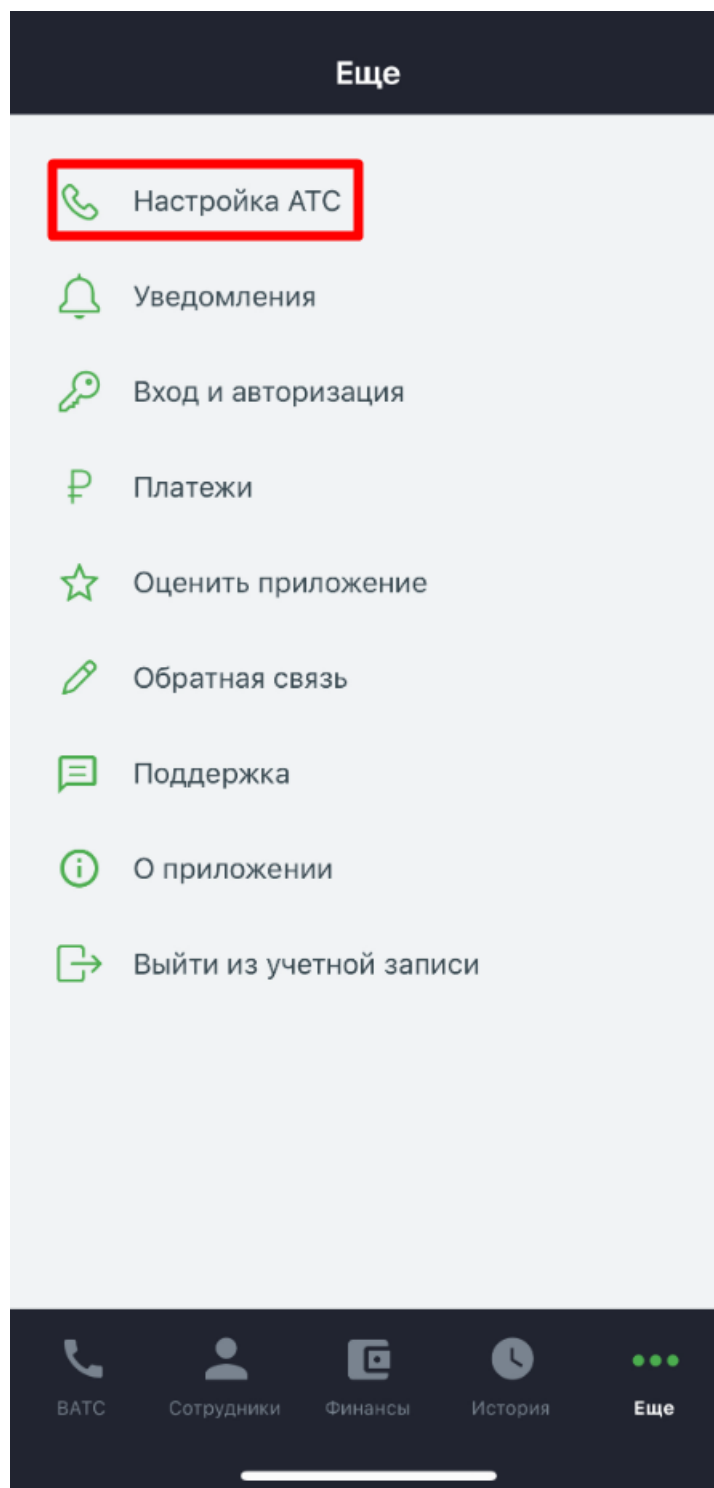 Еще
Настройка АТС
Уведомления
Вход и авторизация
Платежи
Оценить приложение
Обратная связь
Поддержка
О приложении
Выйти из учетной записи
ВАТС
Сотрудники
Финансы
История
Еще